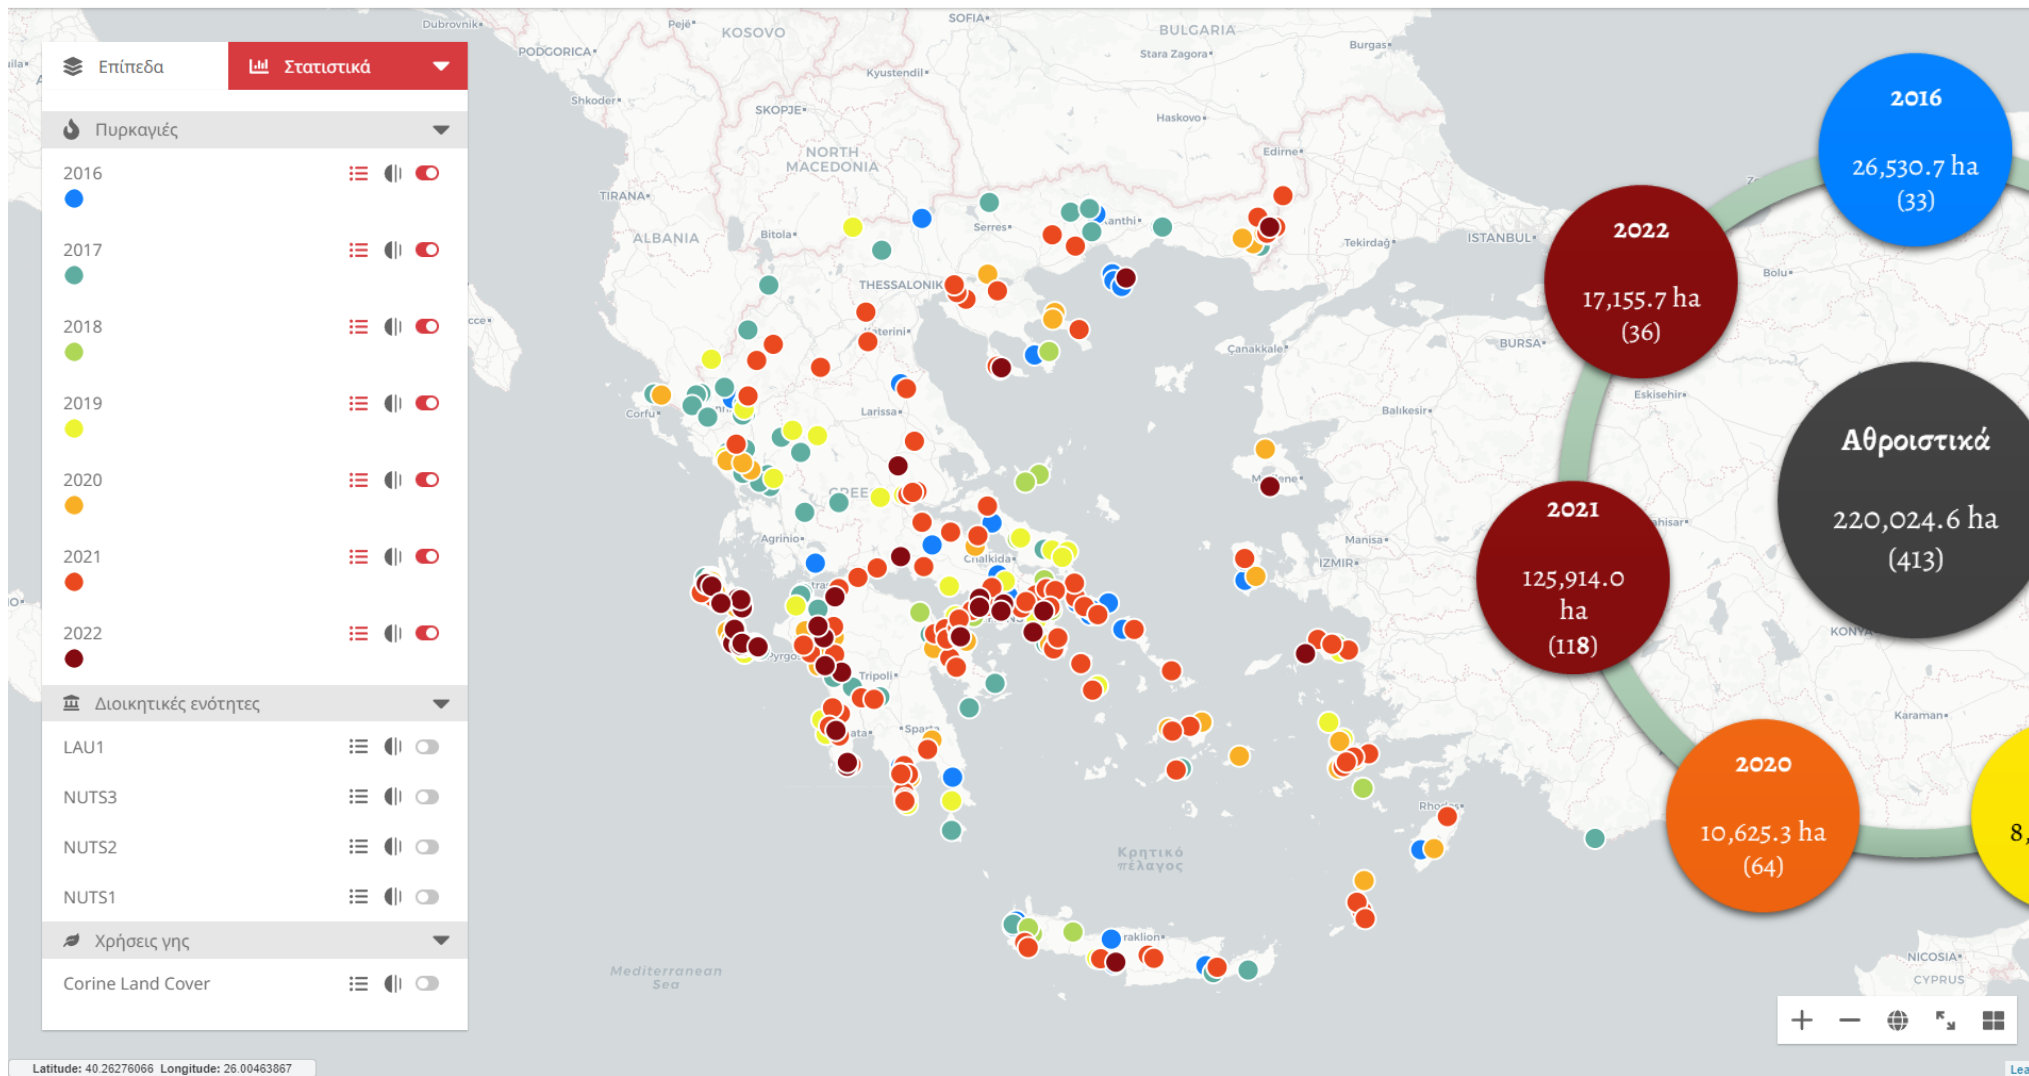 Επίπεδα
Στατιστικά
Πυρκαγιές
2016
2017
2018
2019
2020
2021
2022
Διοικητικές ενότητες
LAU1
NUTS3
NUTS2
NUTS1
Χρήσεις γης
Corine Land Cover
Latitude: 40.26276066 Longitude: 26.00463867
Dubrovnik
Pejë
KOSOVO
SOFIA
BULGARIA
PODGORICA
Stara Zagora
Burgas
Kyustendil
Shkoder
SKOPJE
Haskovo
NORTH
MACEDONIA
Edirne
TIRANA
ALBANIA
Bitola
Serres
Tekirdağ
ISTANBUL
Bolu
THESSALONIK
BURSA
Çanakkale
Eskisehir
Corfu
Larissa
Balıkesir
Agrinio
Chalkida
Manisa
IZMIR
Tripoli
KONYA
Karaman
Κρητικό
πέλαγος
Mediterranean
Sea
NICOSIA
CYPRUS
2016
26,530.7 ha
(33)
2022
17,155.7 ha
(36)
Αθροιστικά
220,024.6 ha
(413)
2021
125,914.0
ha
(118)
2020
10,625.3 ha
(64)
8,
Lea